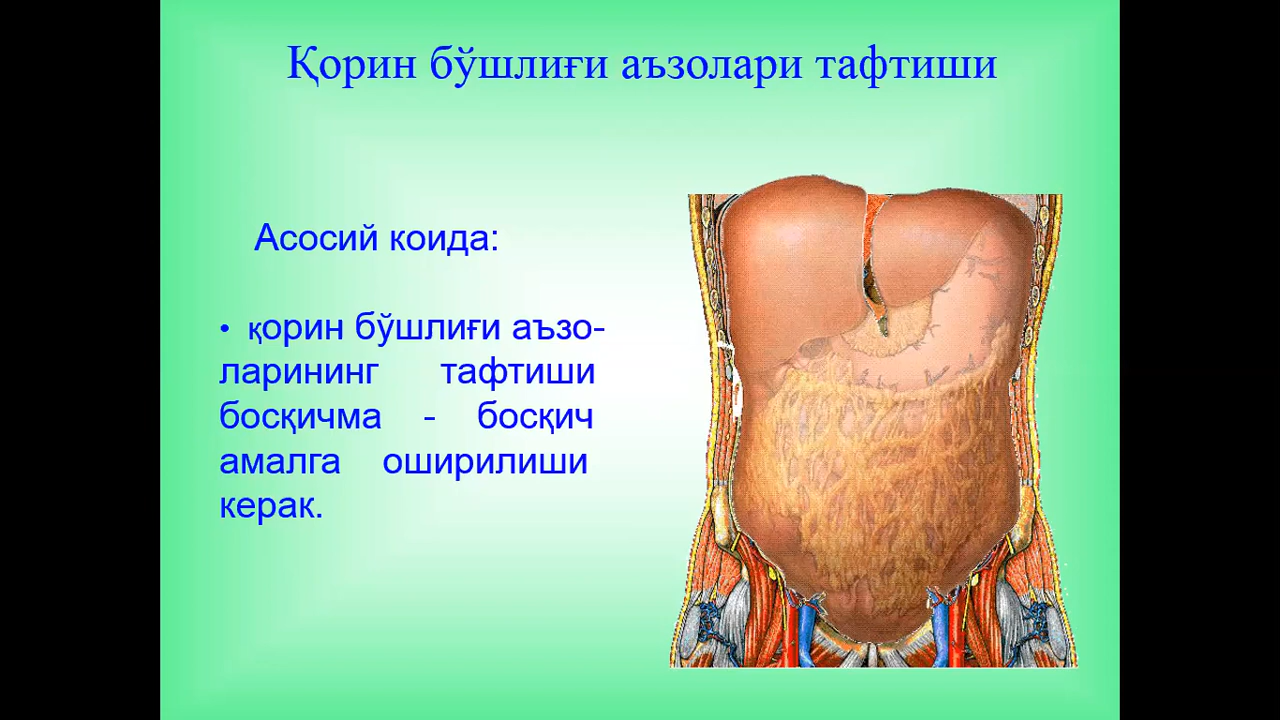 Қорин бўшлиғи аъзолари тафтиши
Асосий коида:
• қорин бўшлиғи аъзо-
ларининг тафтиши
босқичма - босқич
амалга оширилиши
керак.